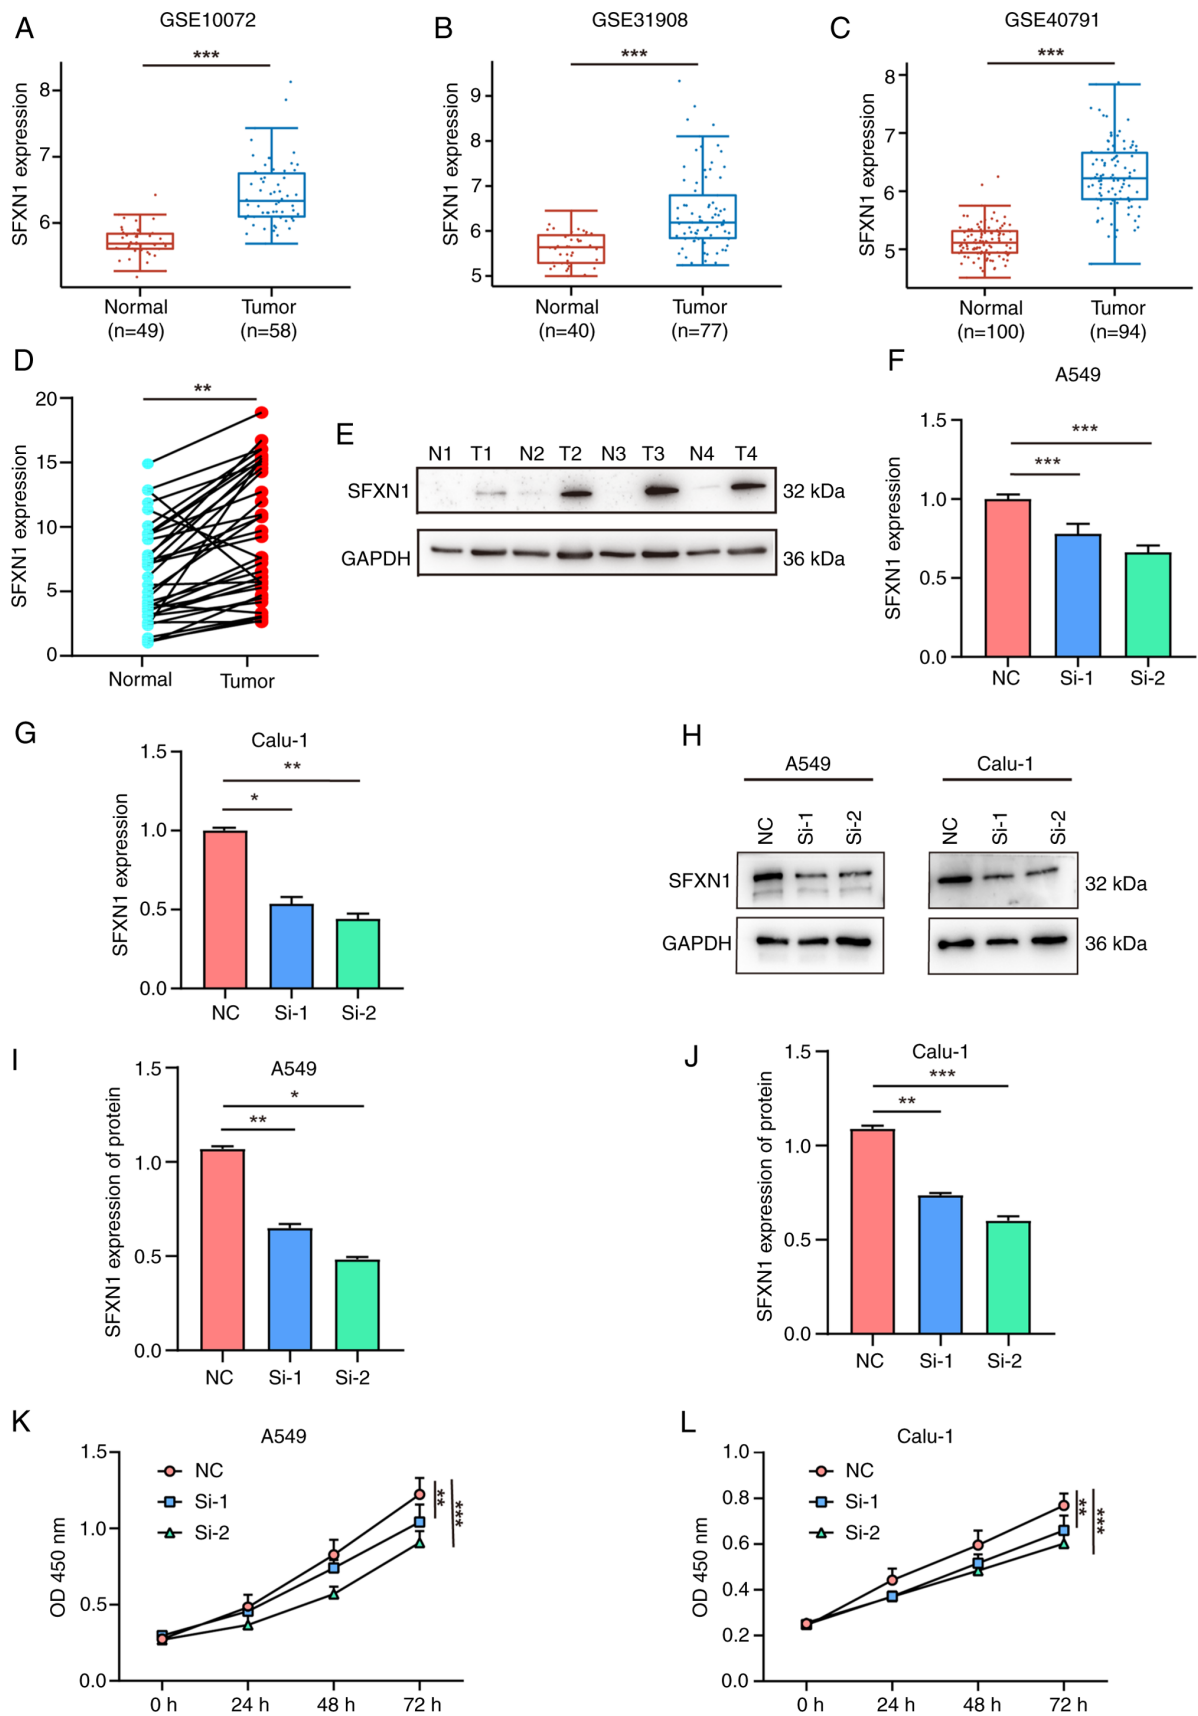 A
GSE10072
***
SFXN1 expression
8
7
6
Normal
(n=49)
Tumor
(n=58)
B
GSE31908
***
SFXN1 expression
9
8
7
6
5
Normal
(n=40)
Tumor
(n=77)
C
GSE40791
***
SFXN1 expression
8
7
6
5
Normal
(n=100)
Tumor
(n=94)
D
**
SFXN1 expression
20
15
10
5
0
Normal
Tumor
E
N1 T1 N2 T2 N3 T3 N4 T4
SFXN1
32 kDa
GAPDH
36 kDa
F
A549
***
***
SFXN1 expression
1.5
1.0
0.5
0.0
NC
Si-1
Si-2
G
Calu-1
**
*
SFXN1 expression
1.5
1.0
0.5
0.0
NC
Si-1
Si-2
H
A549
Calu-1
NC
Si-1
Si-2
NC
Si-1
Si-2
SFXN1
32 kDa
GAPDH
36 kDa
I
A549
*
**
SFXN1 expression of protein
1.5
1.0
0.5
0.0
NC
Si-1
Si-2
J
Calu-1
***
**
SFXN1 expression of protein
1.5
1.0
0.5
0.0
NC
Si-1
Si-2
K
A549
NC
Si-1
Si-2
**
***
OD 450 nm
1.5
1.0
0.5
0.0
0 h
24 h
48 h
72 h
L
Calu-1
NC
Si-1
Si-2
**
***
OD 450 nm
1.0
0.8
0.6
0.4
0.2
0.0
0 h
24 h
48 h
72 h